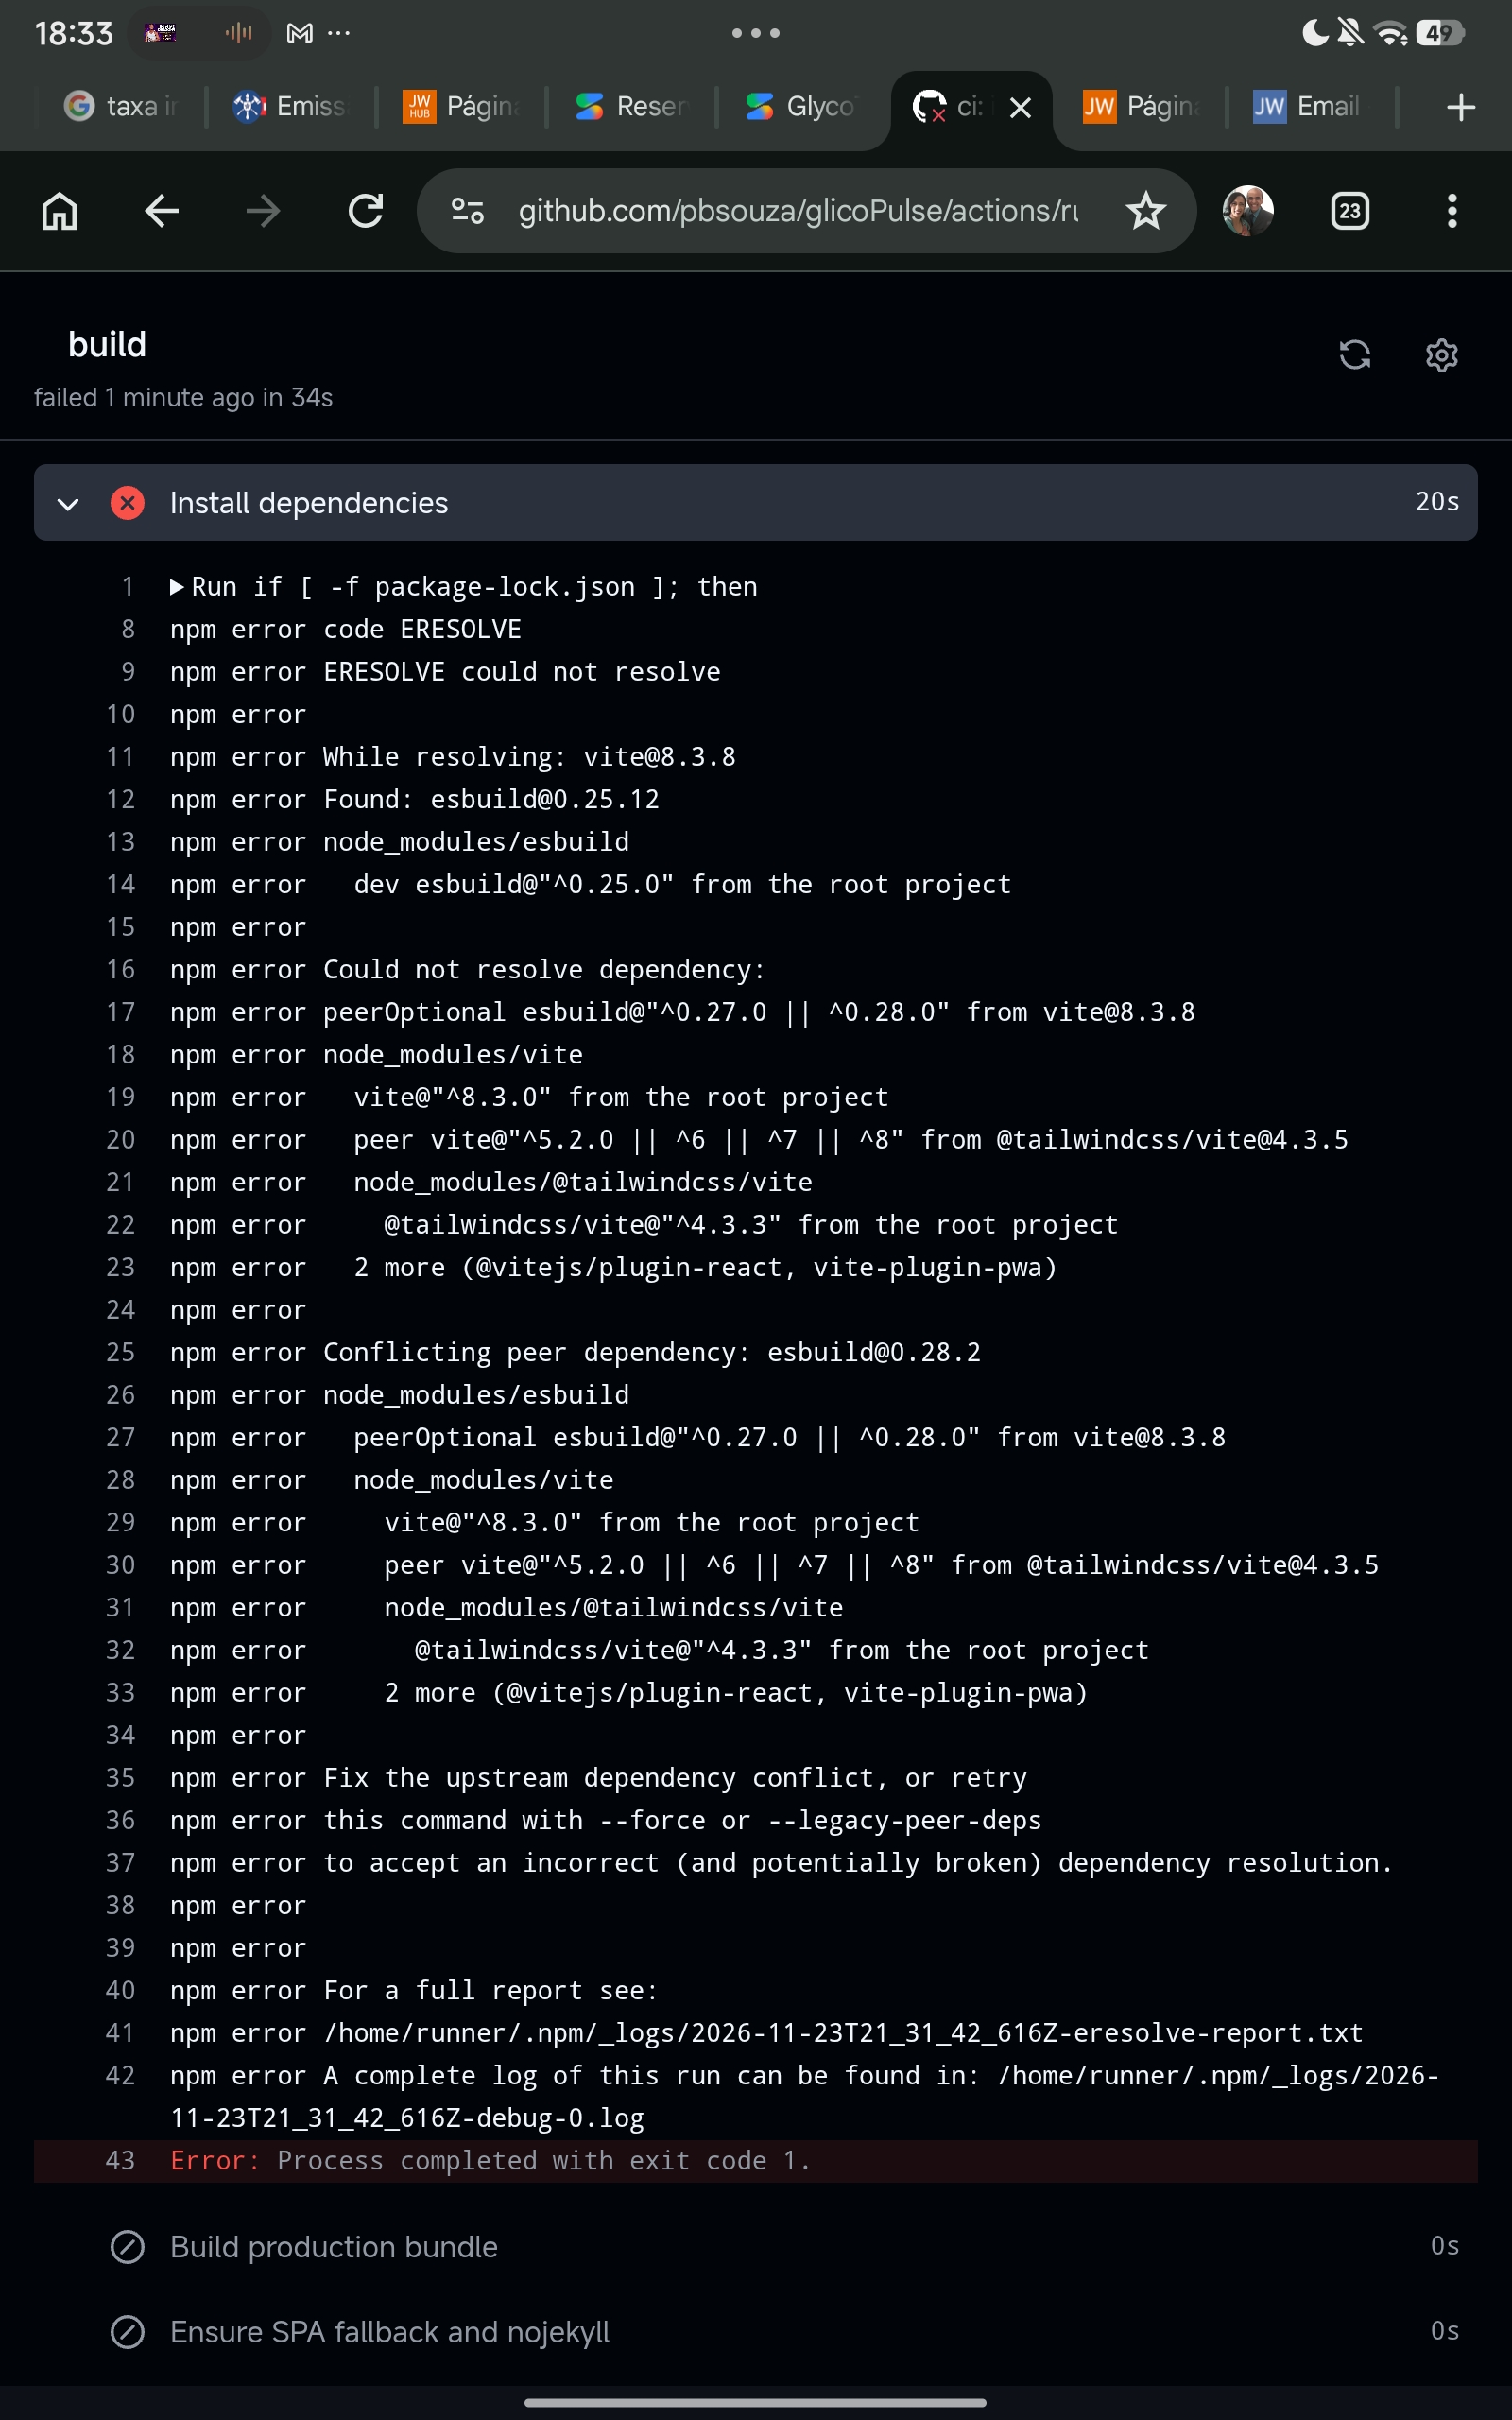 18:33
49
taxa in
Emiss
JW HUB
Página
Reser
Glyco
ci:
JW
Página
JW
Email
github.com/pbsouza/glicoPulse/actions/ru
23
build
failed 1 minute ago in 34s
Install dependencies 20s
1 Run if [ -f package-lock.json ]; then
8 npm error code ERESOLVE
9 npm error ERESOLVE could not resolve
10 npm error
11 npm error While resolving: vite@8.3.8
12 npm error Found: esbuild@0.25.12
13 npm error node_modules/esbuild
14 npm error   dev esbuild@"^0.25.0" from the root project
15 npm error
16 npm error Could not resolve dependency:
17 npm error peerOptional esbuild@"^0.27.0 || ^0.28.0" from vite@8.3.8
18 npm error node_modules/vite
19 npm error   vite@"^8.3.0" from the root project
20 npm error   peer vite@"^5.2.0 || ^6 || ^7 || ^8" from @tailwindcss/vite@4.3.5
21 npm error   node_modules/@tailwindcss/vite
22 npm error     @tailwindcss/vite@"^4.3.3" from the root project
23 npm error   2 more (@vitejs/plugin-react, vite-plugin-pwa)
24 npm error
25 npm error Conflicting peer dependency: esbuild@0.28.2
26 npm error node_modules/esbuild
27 npm error   peerOptional esbuild@"^0.27.0 || ^0.28.0" from vite@8.3.8
28 npm error   node_modules/vite
29 npm error     vite@"^8.3.0" from the root project
30 npm error     peer vite@"^5.2.0 || ^6 || ^7 || ^8" from @tailwindcss/vite@4.3.5
31 npm error     node_modules/@tailwindcss/vite
32 npm error       @tailwindcss/vite@"^4.3.3" from the root project
33 npm error     2 more (@vitejs/plugin-react, vite-plugin-pwa)
34 npm error
35 npm error Fix the upstream dependency conflict, or retry
36 npm error this command with --force or --legacy-peer-deps
37 npm error to accept an incorrect (and potentially broken) dependency resolution.
38 npm error
39 npm error
40 npm error For a full report see:
41 npm error /home/runner/.npm/_logs/2026-11-23T21_31_42_616Z-eresolve-report.txt
42 npm error A complete log of this run can be found in: /home/runner/.npm/_logs/2026-
11-23T21_31_42_616Z-debug-0.log
43 Error: Process completed with exit code 1.
Build production bundle 0s
Ensure SPA fallback and nojekyll 0s